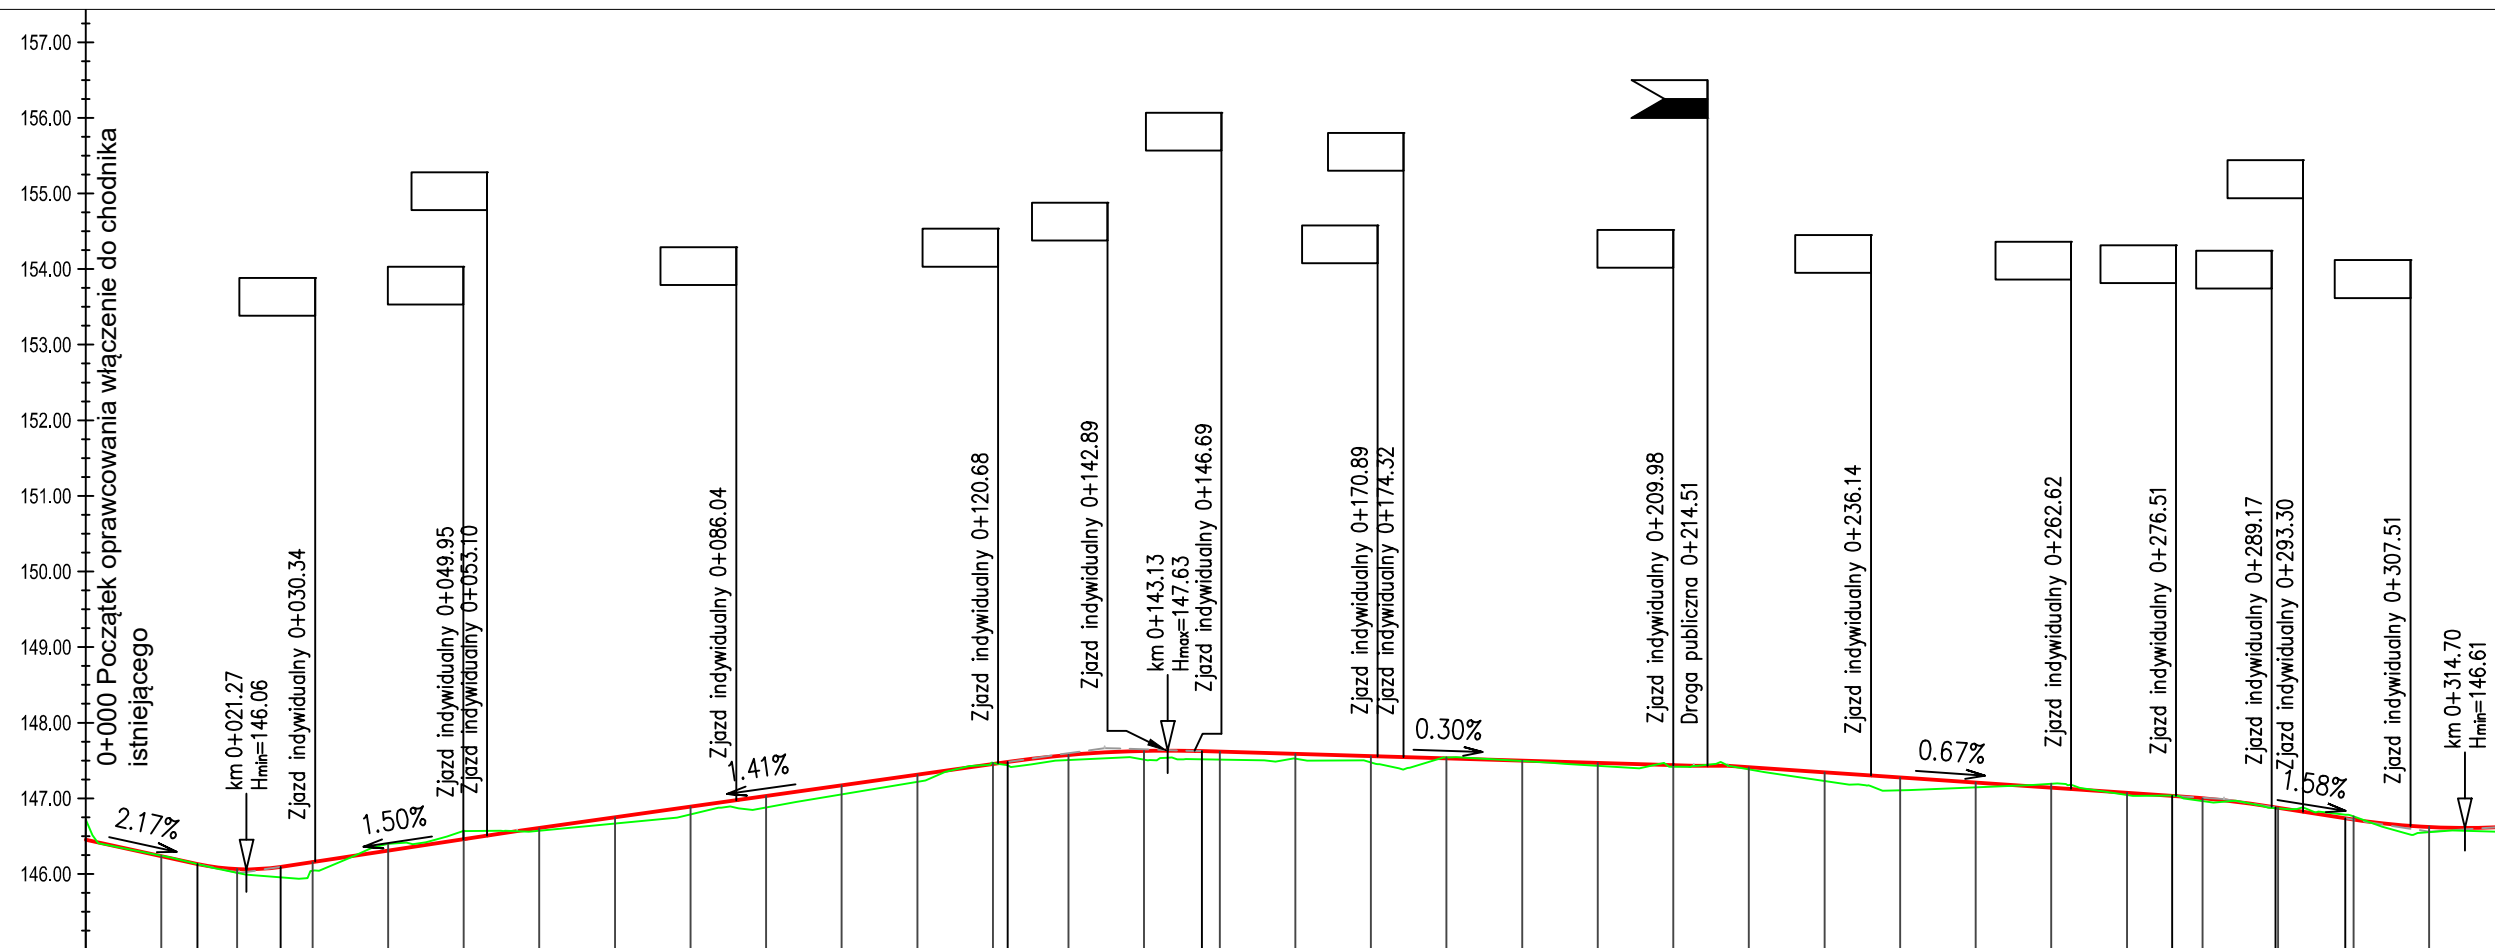 157.00
156.00
155.00
154.00
153.00
152.00
151.00
150.00
149.00
148.00
147.00
146.00
0+000 Początek oprawcowania włączenie do chodnika
istniejącego
2.17%
km 0+021.27
Hmin=146.06
Zjazd indywidualny 0+030.34
1.50%
Zjazd indywidualny 0+049.95
Zjazd indywidualny 0+053.10
Zjazd indywidualny 0+086.04
1.41%
Zjazd indywidualny 0+120.68
Zjazd indywidualny 0+142.89
km 0+143.13
Hmax=147.63
Zjazd indywidualny 0+146.69
Zjazd indywidualny 0+170.89
Zjazd indywidualny 0+174.32
0.30%
Zjazd indywidualny 0+209.98
Droga publiczna 0+214.51
Zjazd indywidualny 0+236.14
0.67%
Zjazd indywidualny 0+262.62
Zjazd indywidualny 0+276.51
Zjazd indywidualny 0+289.17
Zjazd indywidualny 0+293.30
1.58%
Zjazd indywidualny 0+307.51
km 0+314.70
Hmin=146.61